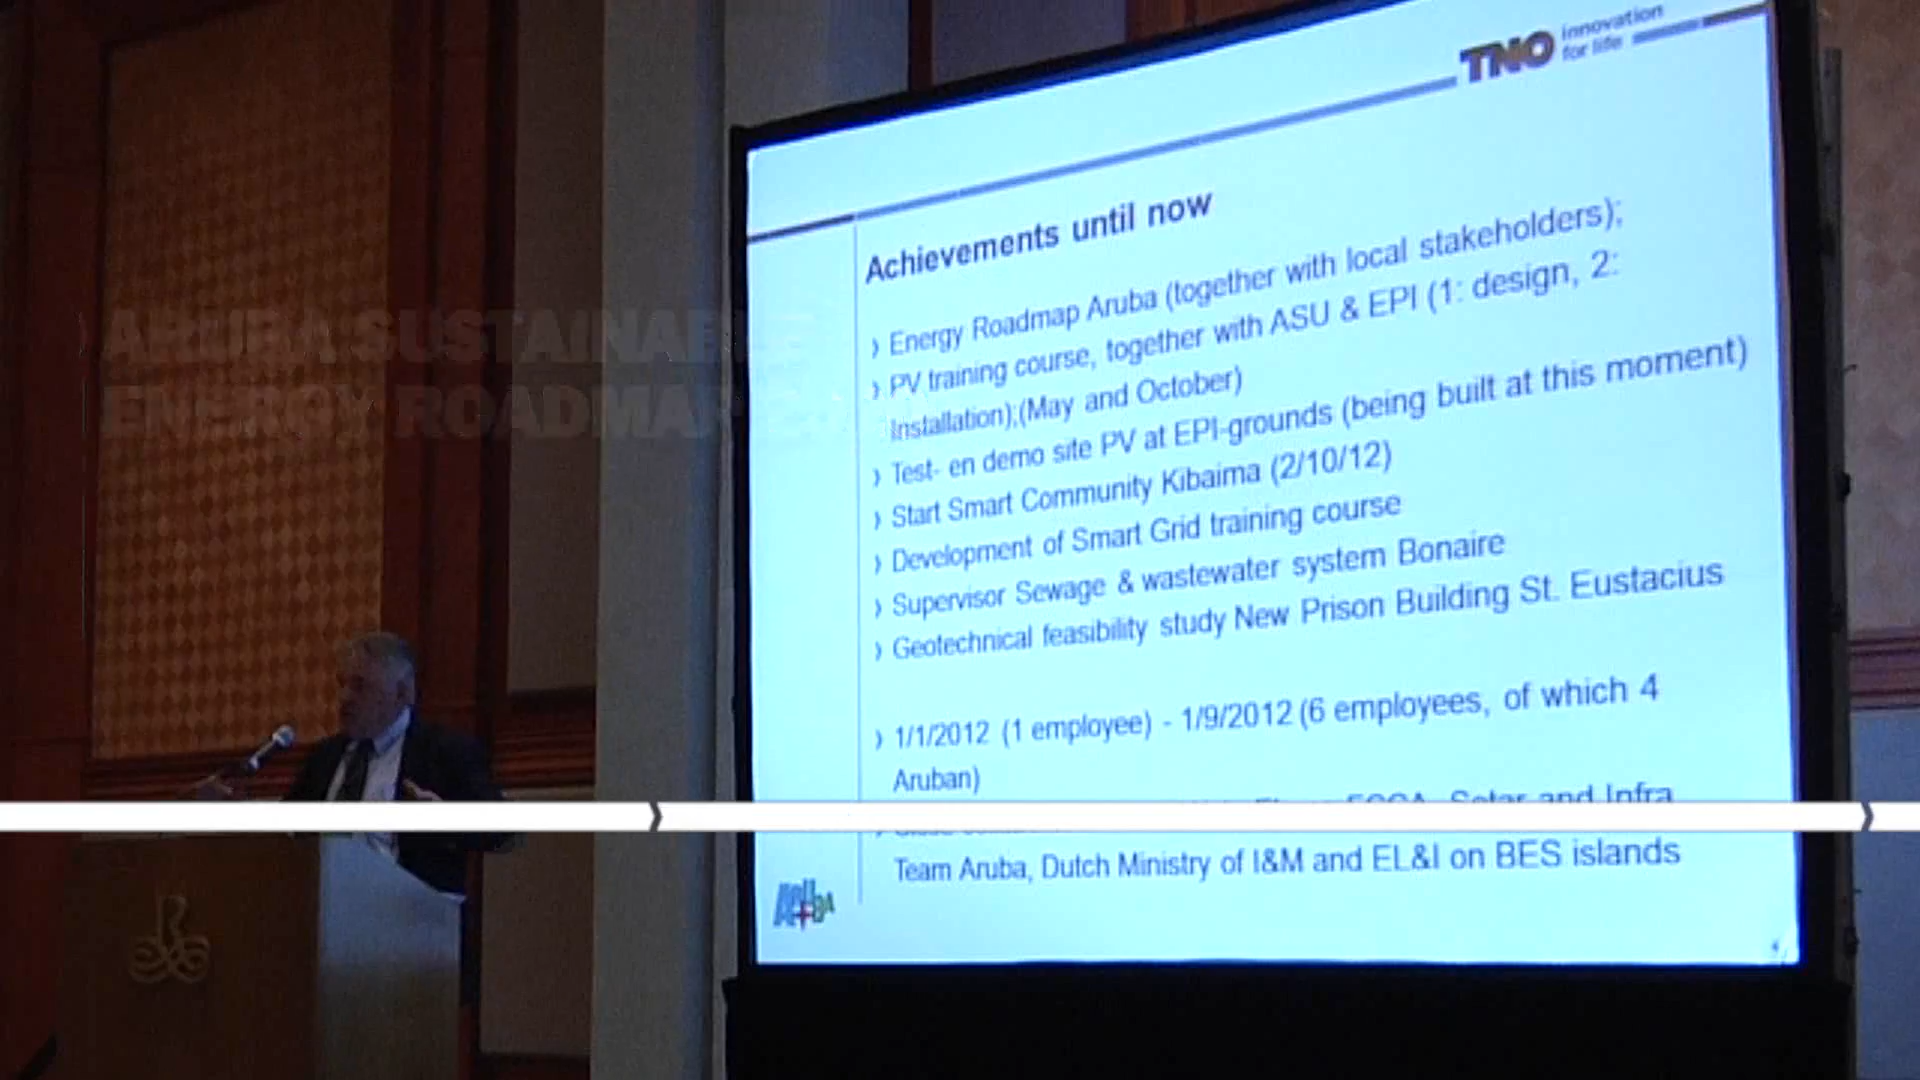 TNO innovation
for life
Achievements until now
› Energy Roadmap Aruba (together with local stakeholders);
› PV training course, together with ASU & EPI (1: design, 2:
Installation);(May and October)
› Test- en demo site PV at EPI-grounds (being built at this moment)
› Start Smart Community Kibaima (2/10/12)
› Development of Smart Grid training course
› Supervisor Sewage & wastewater system Bonaire
› Geotechnical feasibility study New Prison Building St. Eustacius
› 1/1/2012 (1 employee) - 1/9/2012 (6 employees, of which 4
Aruban)
Solar and Infra
Team Aruba, Dutch Ministry of I&M and EL&I on BES islands
ARUBA SUSTAINABLE
ENERGY ROADMAP